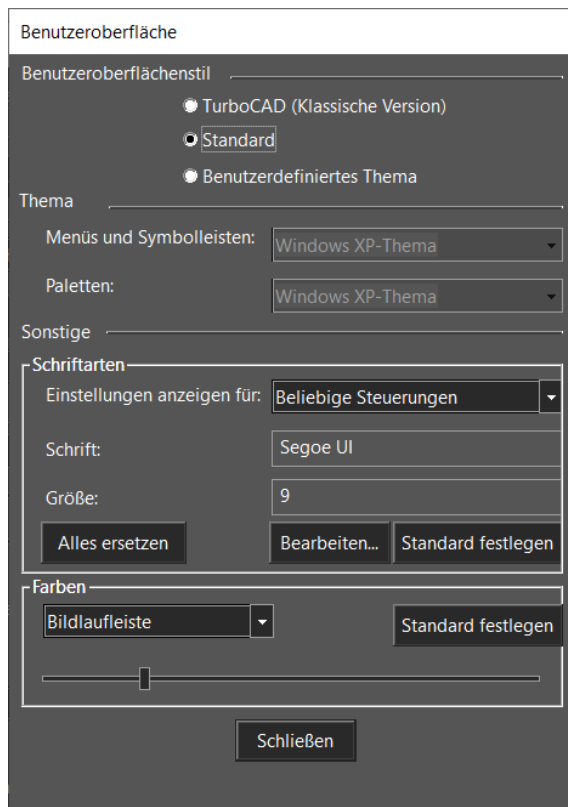 Benutzeroberfläche
Benutzeroberflächenstil
TurboCAD (Klassische Version)
Standard
Benutzerdefiniertes Thema
Thema
Menüs und Symbolleisten: Windows XP-Thema
Paletten: Windows XP-Thema
Sonstige
Schriftarten
Einstellungen anzeigen für: Beliebige Steuerungen
Schrift: Segoe UI
Größe: 9
Alles ersetzen Bearbeiten... Standard festlegen
Farben
Bildlaufleiste Standard festlegen
Schließen